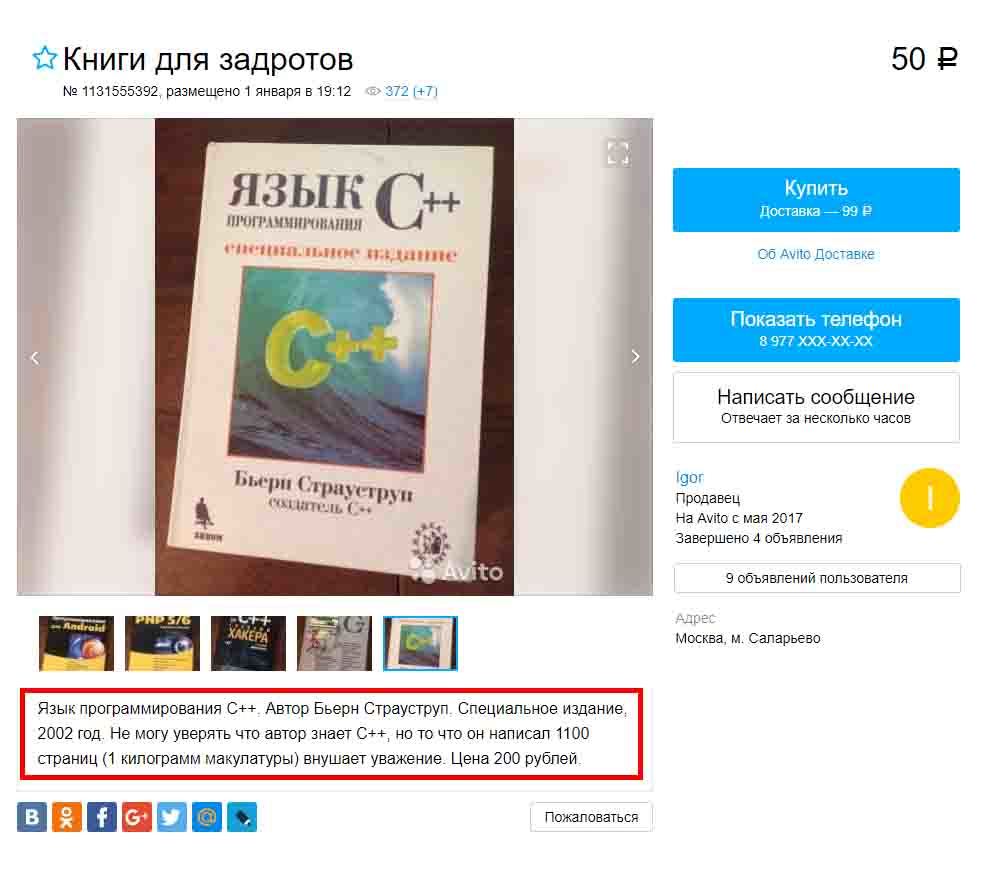 Книги для задротов
50 ₽
№ 1131555392, размещено 1 января в 19:12 372 (+7)
ЯЗЫК C++
ПРОГРАММИРОВАНИЯ
специальное издание
C++
Бьерн Страуструп
создатель C++
БИНОМ
Avito
Купить
Доставка — 99 ₽
Об Avito Доставке
Показать телефон
8 977 XXX-XX-XX
Написать сообщение
Отвечает за несколько часов
Igor
I
Продавец
На Avito с мая 2017
Завершено 4 объявления
9 объявлений пользователя
Адрес
Москва, м. Саларьево
для Android
PHP 5/6
C++
ХАКЕРА
C++
Язык программирования С++. Автор Бьерн Страуструп. Специальное издание,
2002 год. Не могу уверять что автор знает С++, но то что он написал 1100
страниц (1 килограмм макулатуры) внушает уважение. Цена 200 рублей.
Пожаловаться